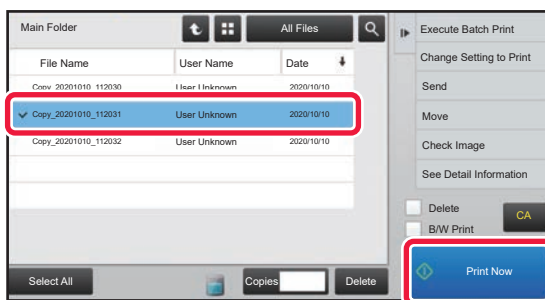 Main Folder
All Files
File Name User Name Date
Copy_20201010_112030 User Unknown 2020/10/10
Copy_20201010_112031 User Unknown 2020/10/10
Copy_20201010_112032 User Unknown 2020/10/10
Select All
Copies
Delete
Execute Batch Print
Change Setting to Print
Send
Move
Check Image
See Detail Information
Delete
B/W Print
CA
Print Now